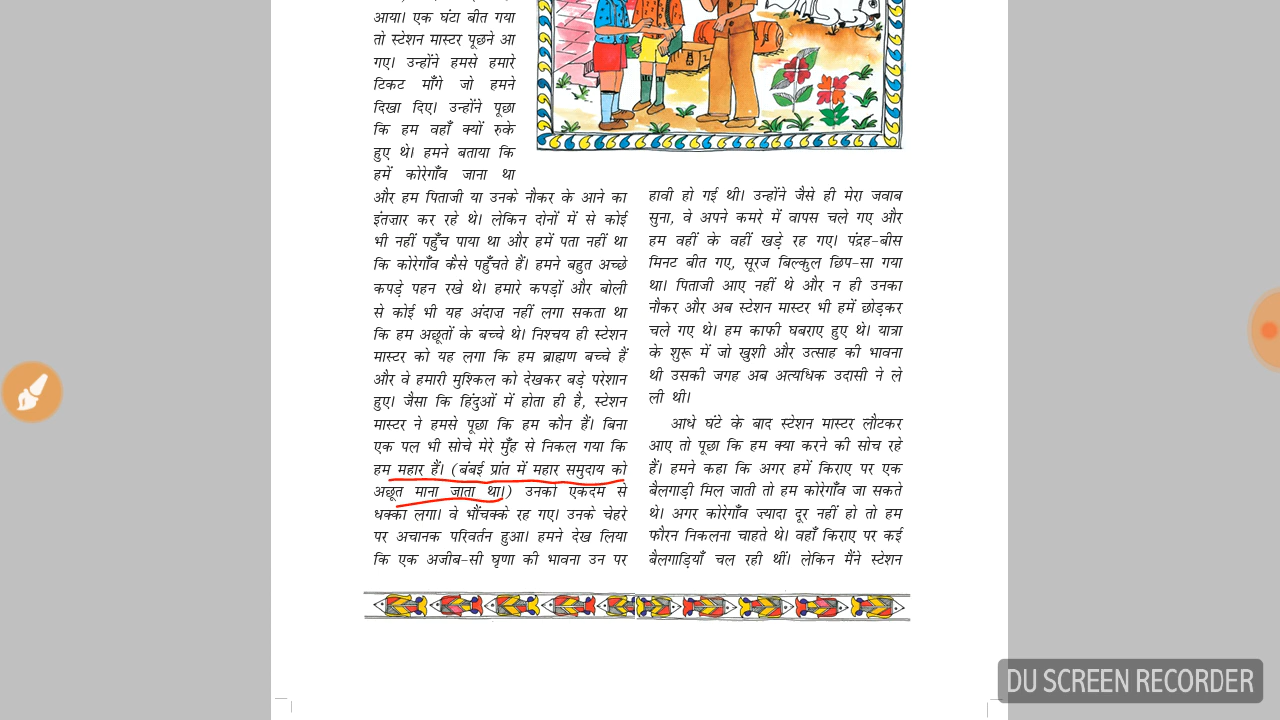 आया। एक घंटा बीत गया
तो स्टेशन मास्टर पूछने आ
गए। उन्होंने हमसे हमारे
टिकट माँगे जो हमने
दिखा दिए। उन्होंने पूछा
कि हम वहाँ क्यों रुके
हुए थे। हमने बताया कि
हमें कोरेगाँव जाना था
और हम पिताजी या उनके नौकर के आने का
इंतज़ार कर रहे थे। लेकिन दोनों में से कोई
भी नहीं पहुँच पाया था और हमें पता नहीं था
कि कोरेगाँव कैसे पहुँचते हैं। हमने बहुत अच्छे
कपड़े पहन रखे थे। हमारे कपड़ों और बोली
से कोई भी यह अंदाज़ नहीं लगा सकता था
कि हम अछूतों के बच्चे थे। निश्चय ही स्टेशन
मास्टर को यह लगा कि हम ब्राह्मण बच्चे हैं
और वे हमारी मुश्किल को देखकर बड़े परेशान
हुए। जैसा कि हिंदुओं में होता ही है, स्टेशन
मास्टर ने हमसे पूछा कि हम कौन हैं। बिना
एक पल भी सोचे मेरे मुँह से निकल गया कि
हम महार हैं। (बंबई प्रांत में महार समुदाय को
अछूत माना जाता था।) उनको एकदम से
धक्का लगा। वे भौंचक्के रह गए। उनके चेहरे
पर अचानक परिवर्तन हुआ। हमने देख लिया
कि एक अजीब-सी घृणा की भावना उन पर
हावी हो गई थी। उन्होंने जैसे ही मेरा जवाब
सुना, वे अपने कमरे में वापस चले गए और
हम वहीं के वहीं खड़े रह गए। पंद्रह-बीस
मिनट बीत गए, सूरज बिल्कुल छिप-सा गया
था। पिताजी आए नहीं थे और न ही उनका
नौकर और अब स्टेशन मास्टर भी हमें छोड़कर
चले गए थे। हम काफी घबराए हुए थे। यात्रा
के शुरू में जो खुशी और उत्साह की भावना
थी उसकी जगह अब अत्यधिक उदासी ने ले
ली थी।
आधे घंटे के बाद स्टेशन मास्टर लौटकर
आए तो पूछा कि हम क्या करने की सोच रहे
हैं। हमने कहा कि अगर हमें किराए पर एक
बैलगाड़ी मिल जाती तो हम कोरेगाँव जा सकते
थे। अगर कोरेगाँव ज्यादा दूर नहीं हो तो हम
फौरन निकलना चाहते थे। वहाँ किराए पर कई
बैलगाड़ियाँ चल रही थीं। लेकिन मैंने स्टेशन
DU SCREEN RECORDER